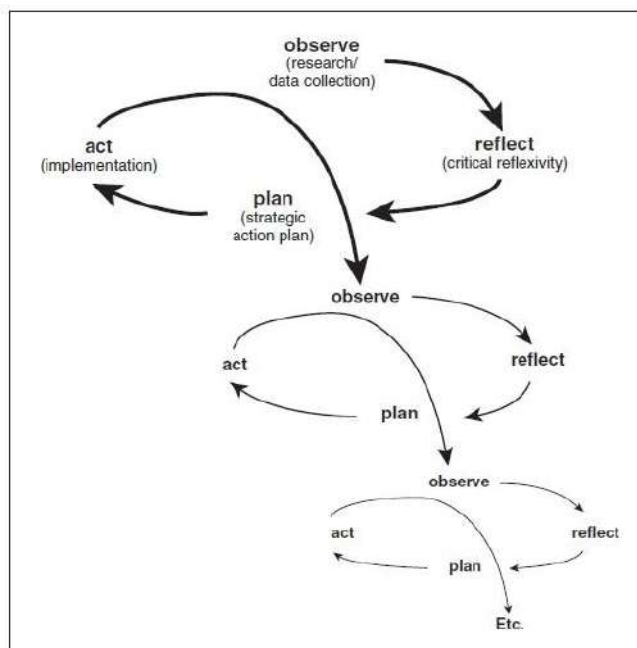 observe
(research/
data collection)
reflect
(critical reflexivity)
act
(implementation)
plan
(strategic
action plan)
observe
reflect
act
plan
observe
reflect
act
plan
Etc.